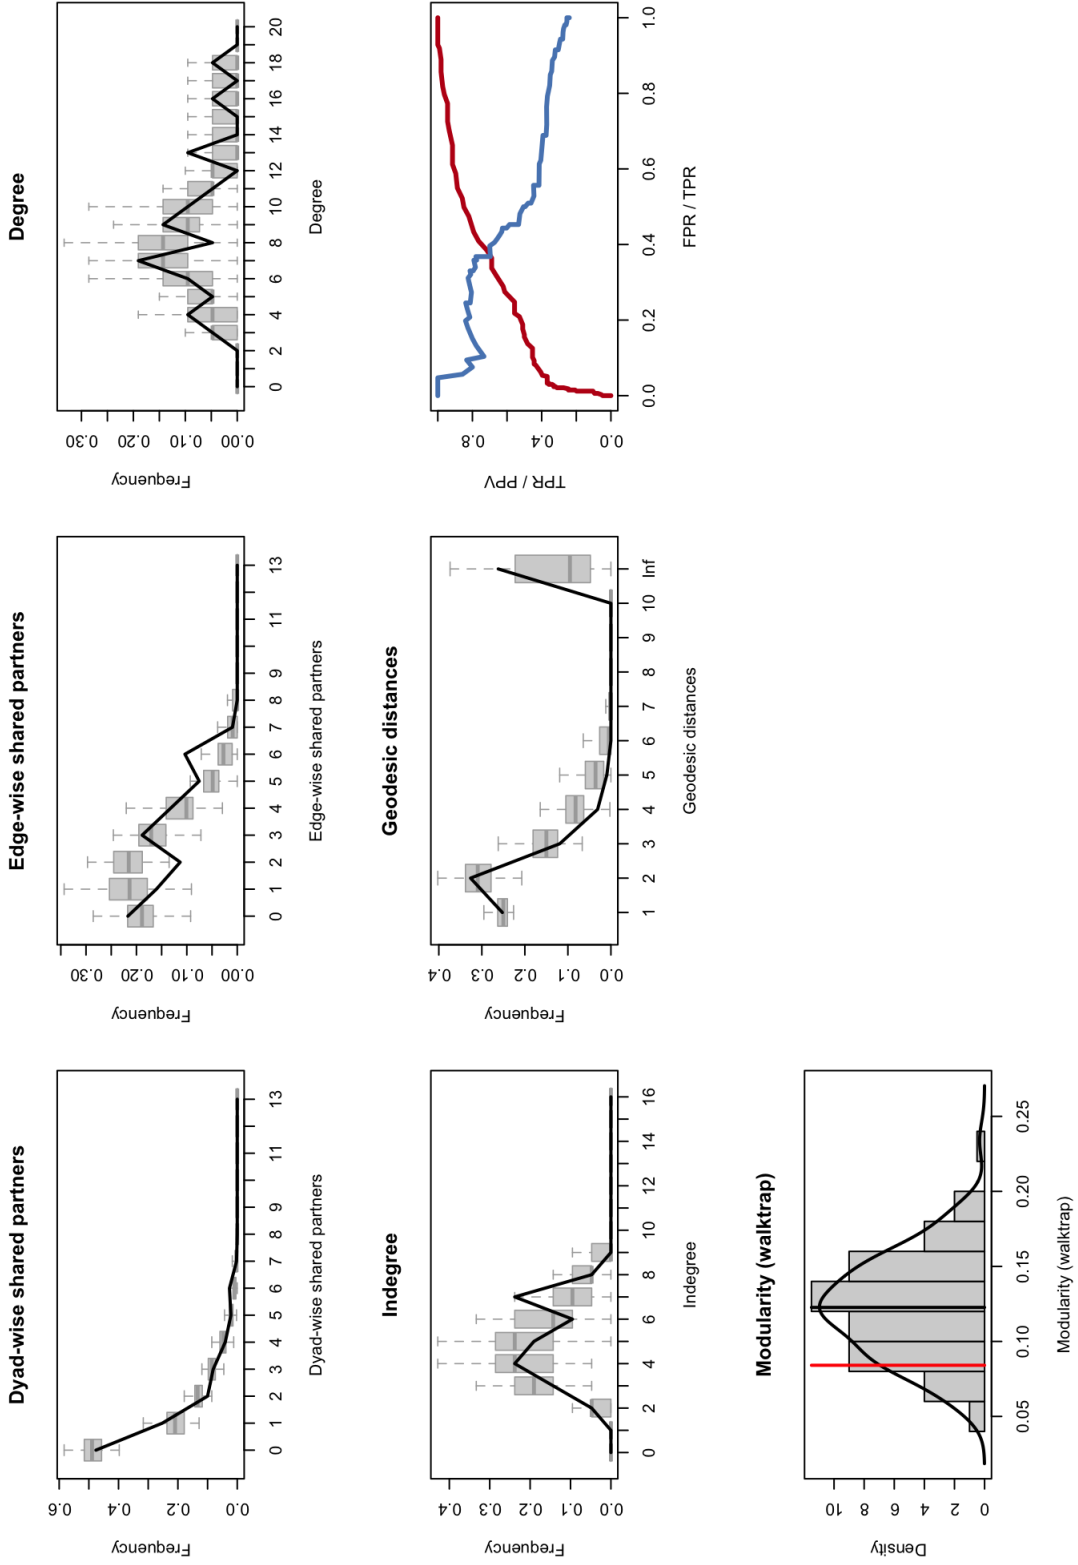 Dyad-wise shared partners
Frequency
0.6
0.4
0.2
0.0
0 1 2 3 4 5 6 7 8 9 11 13
Dyad-wise shared partners
Edge-wise shared partners
Frequency
0.30
0.20
0.10
0.00
0 1 2 3 4 5 6 7 8 9 11 13
Edge-wise shared partners
Degree
Frequency
0.30
0.20
0.10
0.00
0 2 4 6 8 10 12 14 16 18 20
Degree
Indegree
Frequency
0.4
0.3
0.2
0.1
0.0
0 2 4 6 8 10 12 14 16
Indegree
Geodesic distances
Frequency
0.4
0.3
0.2
0.1
0.0
1 2 3 4 5 6 7 8 9 10 Inf
Geodesic distances
TPR / PPV
0.8
0.4
0.0
0.0 0.2 0.4 0.6 0.8 1.0
FPR / TPR
Modularity (walktrap)
Density
10
8
6
4
2
0
0.05 0.10 0.15 0.20 0.25
Modularity (walktrap)